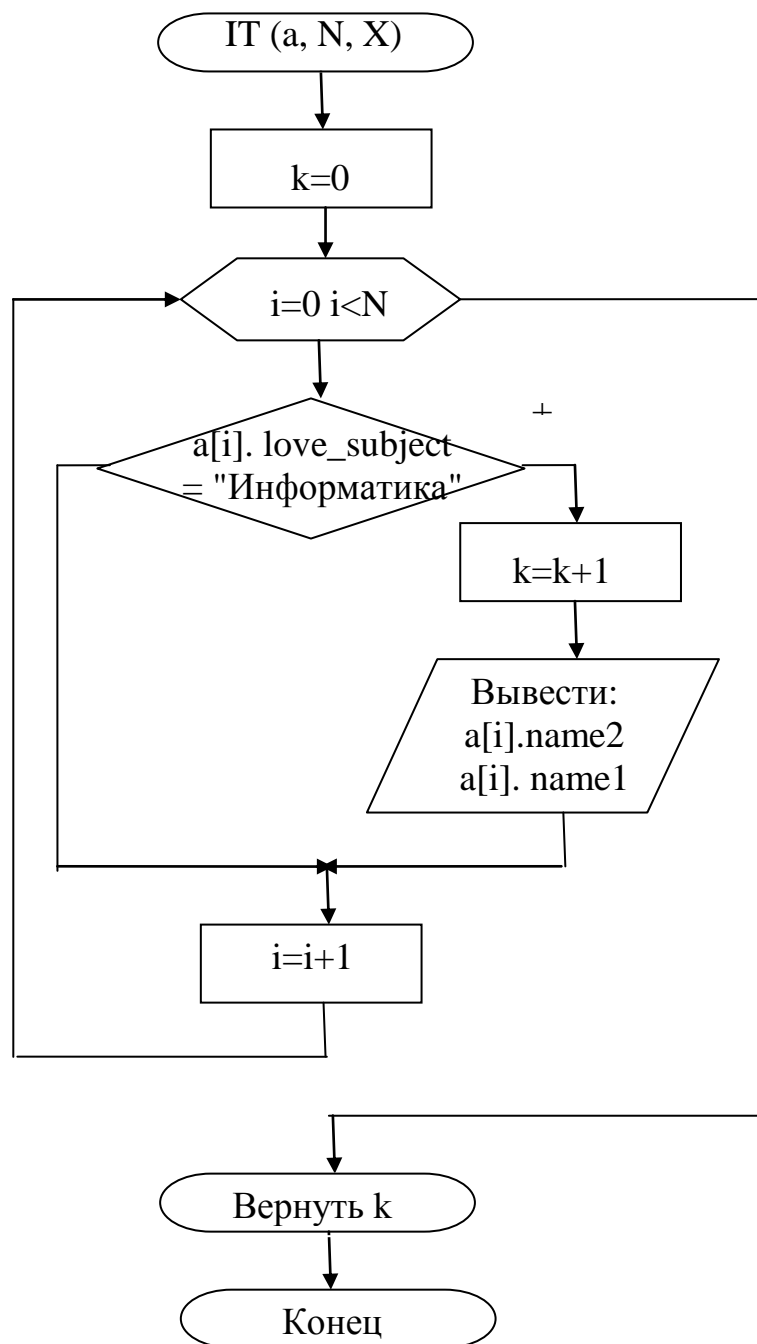 IT (a, N, X)
k=0
i=0 i<N
+
a[i]. love_subject
= "Информатика"
k=k+1
Вывести:
a[i].name2
a[i]. name1
i=i+1
Вернуть k
Конец